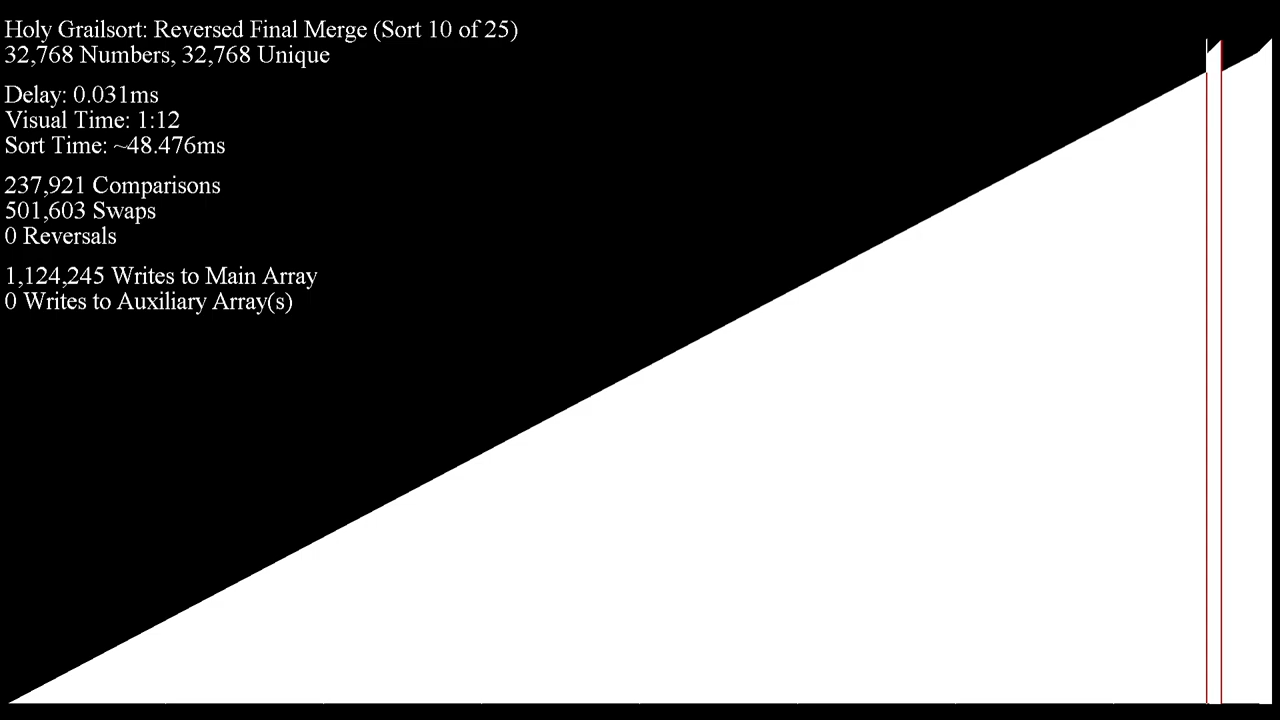 Holy Grailsort: Reversed Final Merge (Sort 10 of 25)
32,768 Numbers, 32,768 Unique
Delay: 0.031ms
Visual Time: 1:12
Sort Time: ~48.476ms
237,921 Comparisons
501,603 Swaps
0 Reversals
1,124,245 Writes to Main Array
0 Writes to Auxiliary Array(s)